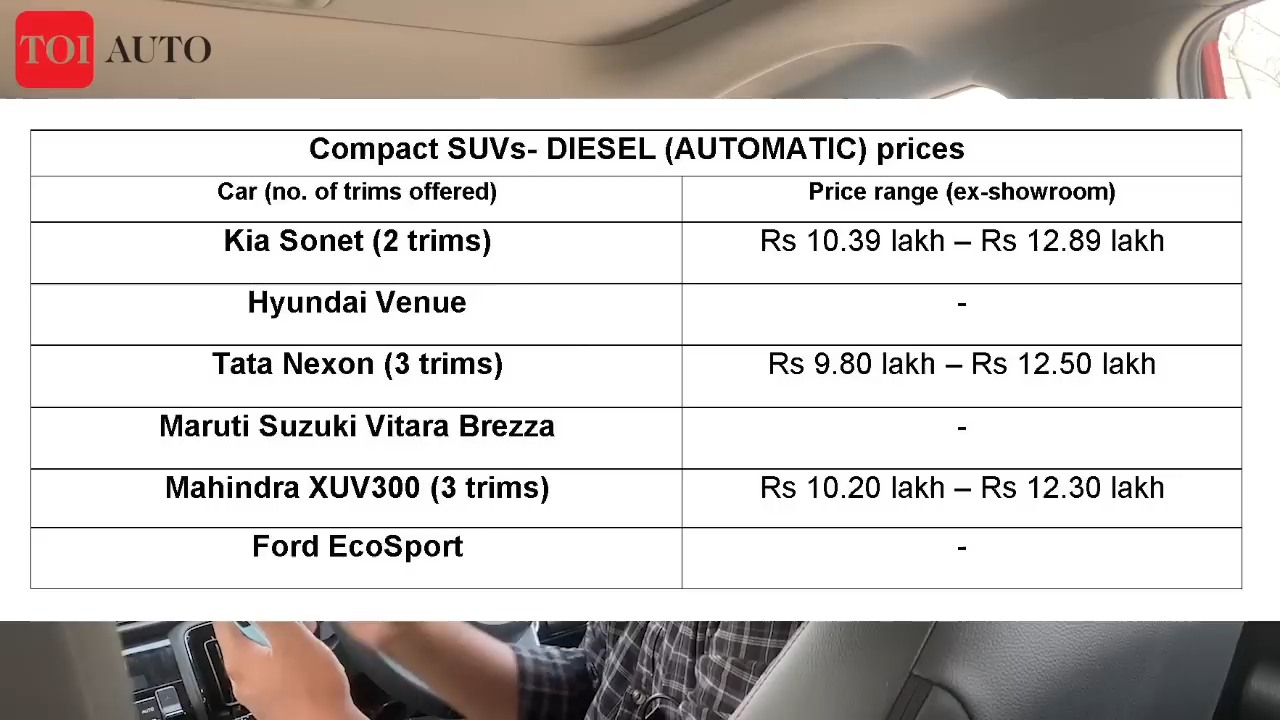 TOI AUTO
Compact SUVs- DIESEL (AUTOMATIC) prices
Car (no. of trims offered) Price range (ex-showroom)
Kia Sonet (2 trims) Rs 10.39 lakh – Rs 12.89 lakh
Hyundai Venue -
Tata Nexon (3 trims) Rs 9.80 lakh – Rs 12.50 lakh
Maruti Suzuki Vitara Brezza -
Mahindra XUV300 (3 trims) Rs 10.20 lakh – Rs 12.30 lakh
Ford EcoSport -
AUTO